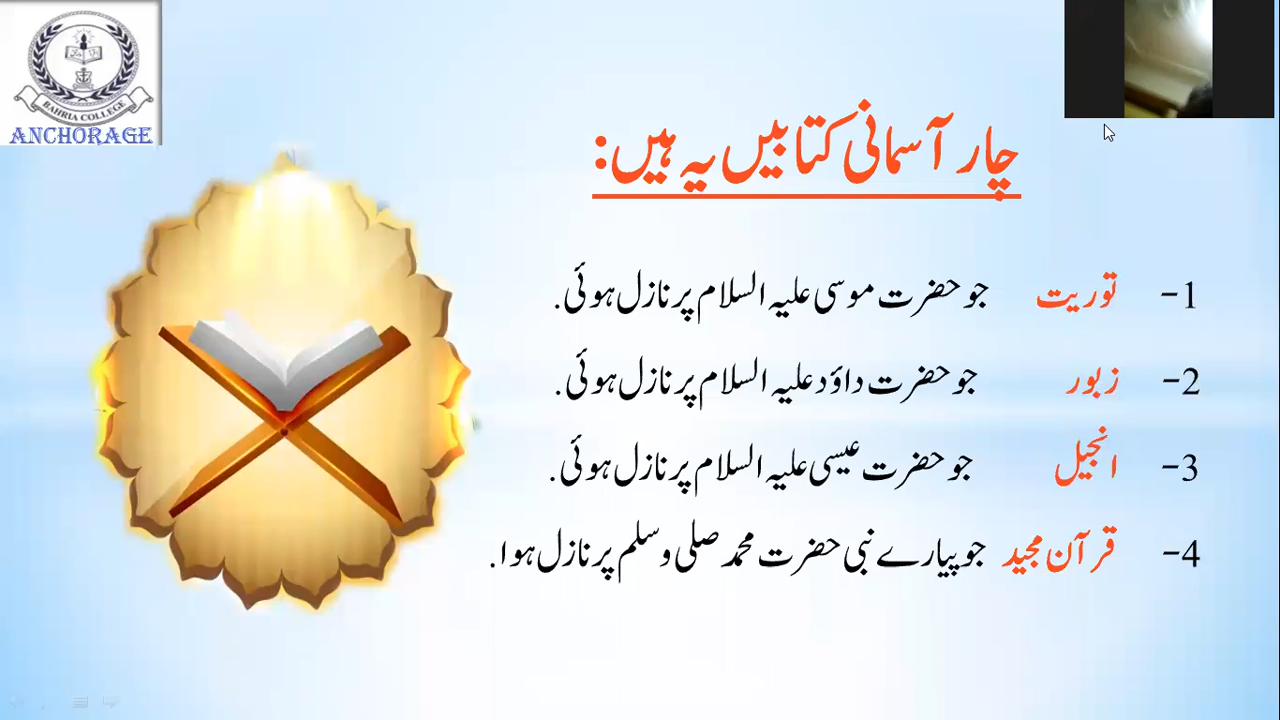 BAHRIA COLLEGE
ANCHORAGE
چار آسمانی کتابیں یہ ہیں:
1- توریت جو حضرت موسی علیہ السلام پر نازل ہوئی.
2- زبور جو حضرت داؤد علیہ السلام پر نازل ہوئی.
3- انجیل جو حضرت عیسی علیہ السلام پر نازل ہوئی.
4- قرآن مجید جو پیارے نبی حضرت محمد صلی وسلم پر نازل ہوا.